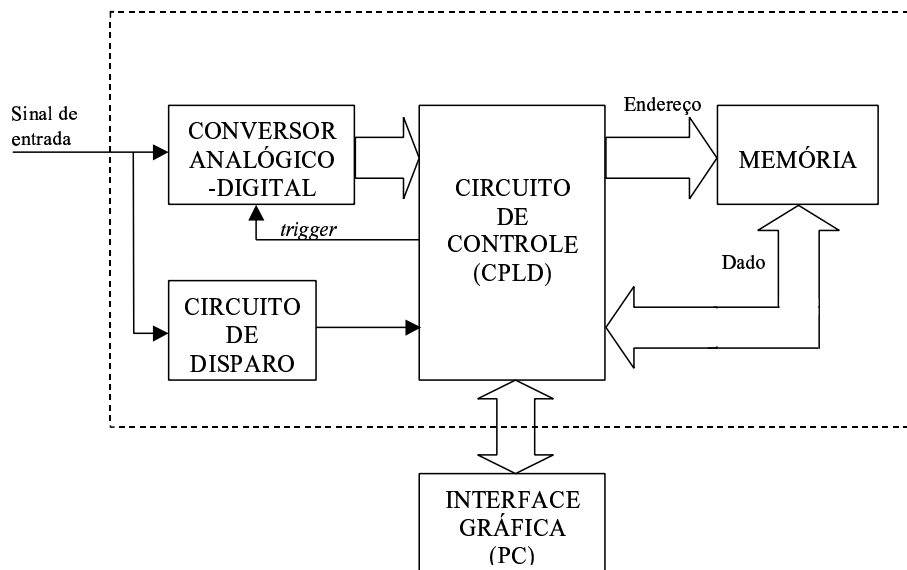 Sinal de
entrada
CONVERSOR
ANALÓGICO
-DIGITAL
trigger
CIRCUITO
DE
DISPARO
CIRCUITO
DE
CONTROLE
(CPLD)
Endereço
MEMÓRIA
Dado
INTERFACE
GRÁFICA
(PC)